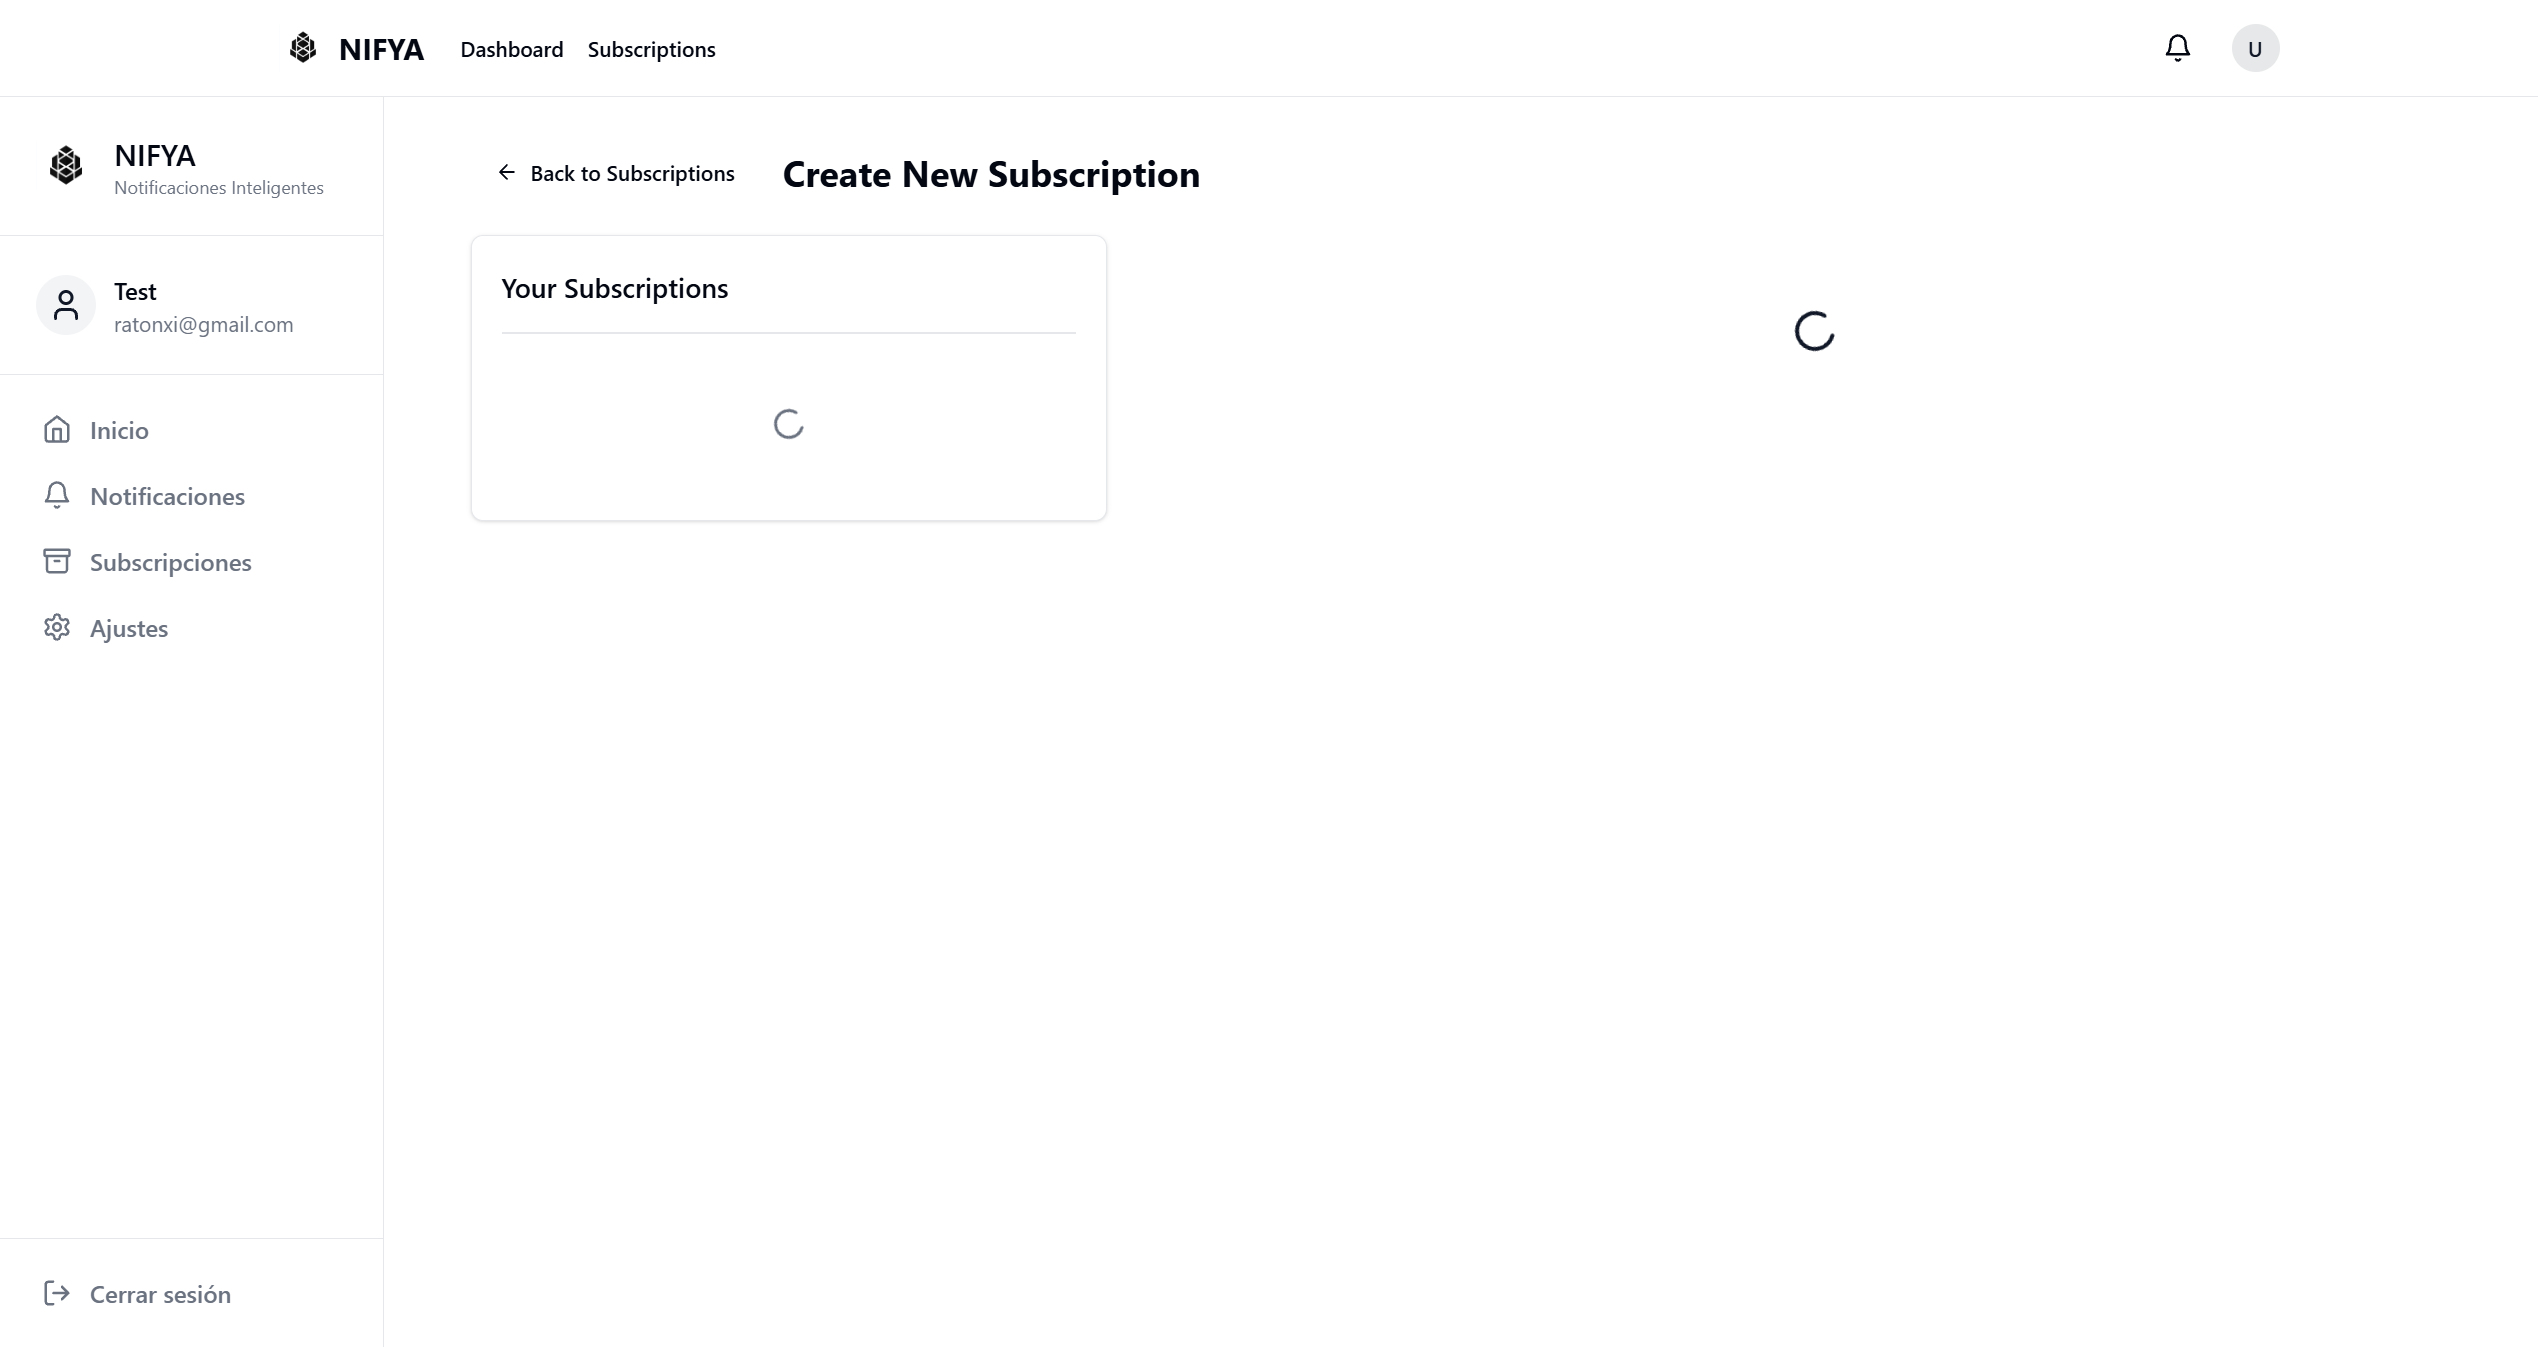 NIFYA
Dashboard
Subscriptions
U
NIFYA
Notificaciones Inteligentes
Test
ratonxi@gmail.com
Inicio
Notificaciones
Subscripciones
Ajustes
Cerrar sesión
Back to Subscriptions
Create New Subscription
Your Subscriptions